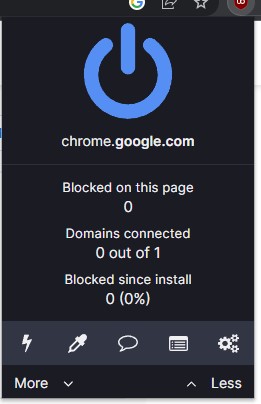 chrome.google.com
Blocked on this page
0
Domains connected
0 out of 1
Blocked since install
0 (0%)
More
Less